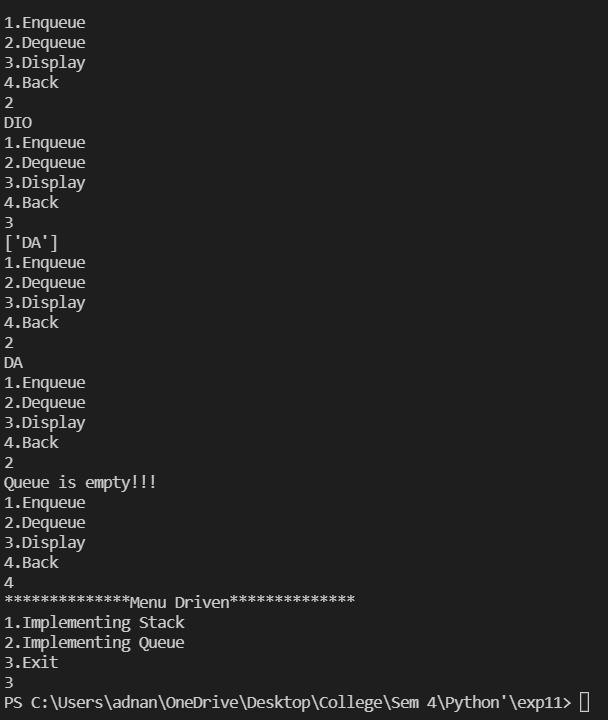 1.Enqueue
2.Dequeue
3.Display
4.Back
2
DIO
1.Enqueue
2.Dequeue
3.Display
4.Back
3
['DA']
1.Enqueue
2.Dequeue
3.Display
4.Back
2
DA
1.Enqueue
2.Dequeue
3.Display
4.Back
2
Queue is empty!!!
1.Enqueue
2.Dequeue
3.Display
4.Back
4
**************Menu Driven**************
1.Implementing Stack
2.Implementing Queue
3.Exit
3
PS C:\Users\adnan\OneDrive\Desktop\College\Sem 4\Python'\exp11>